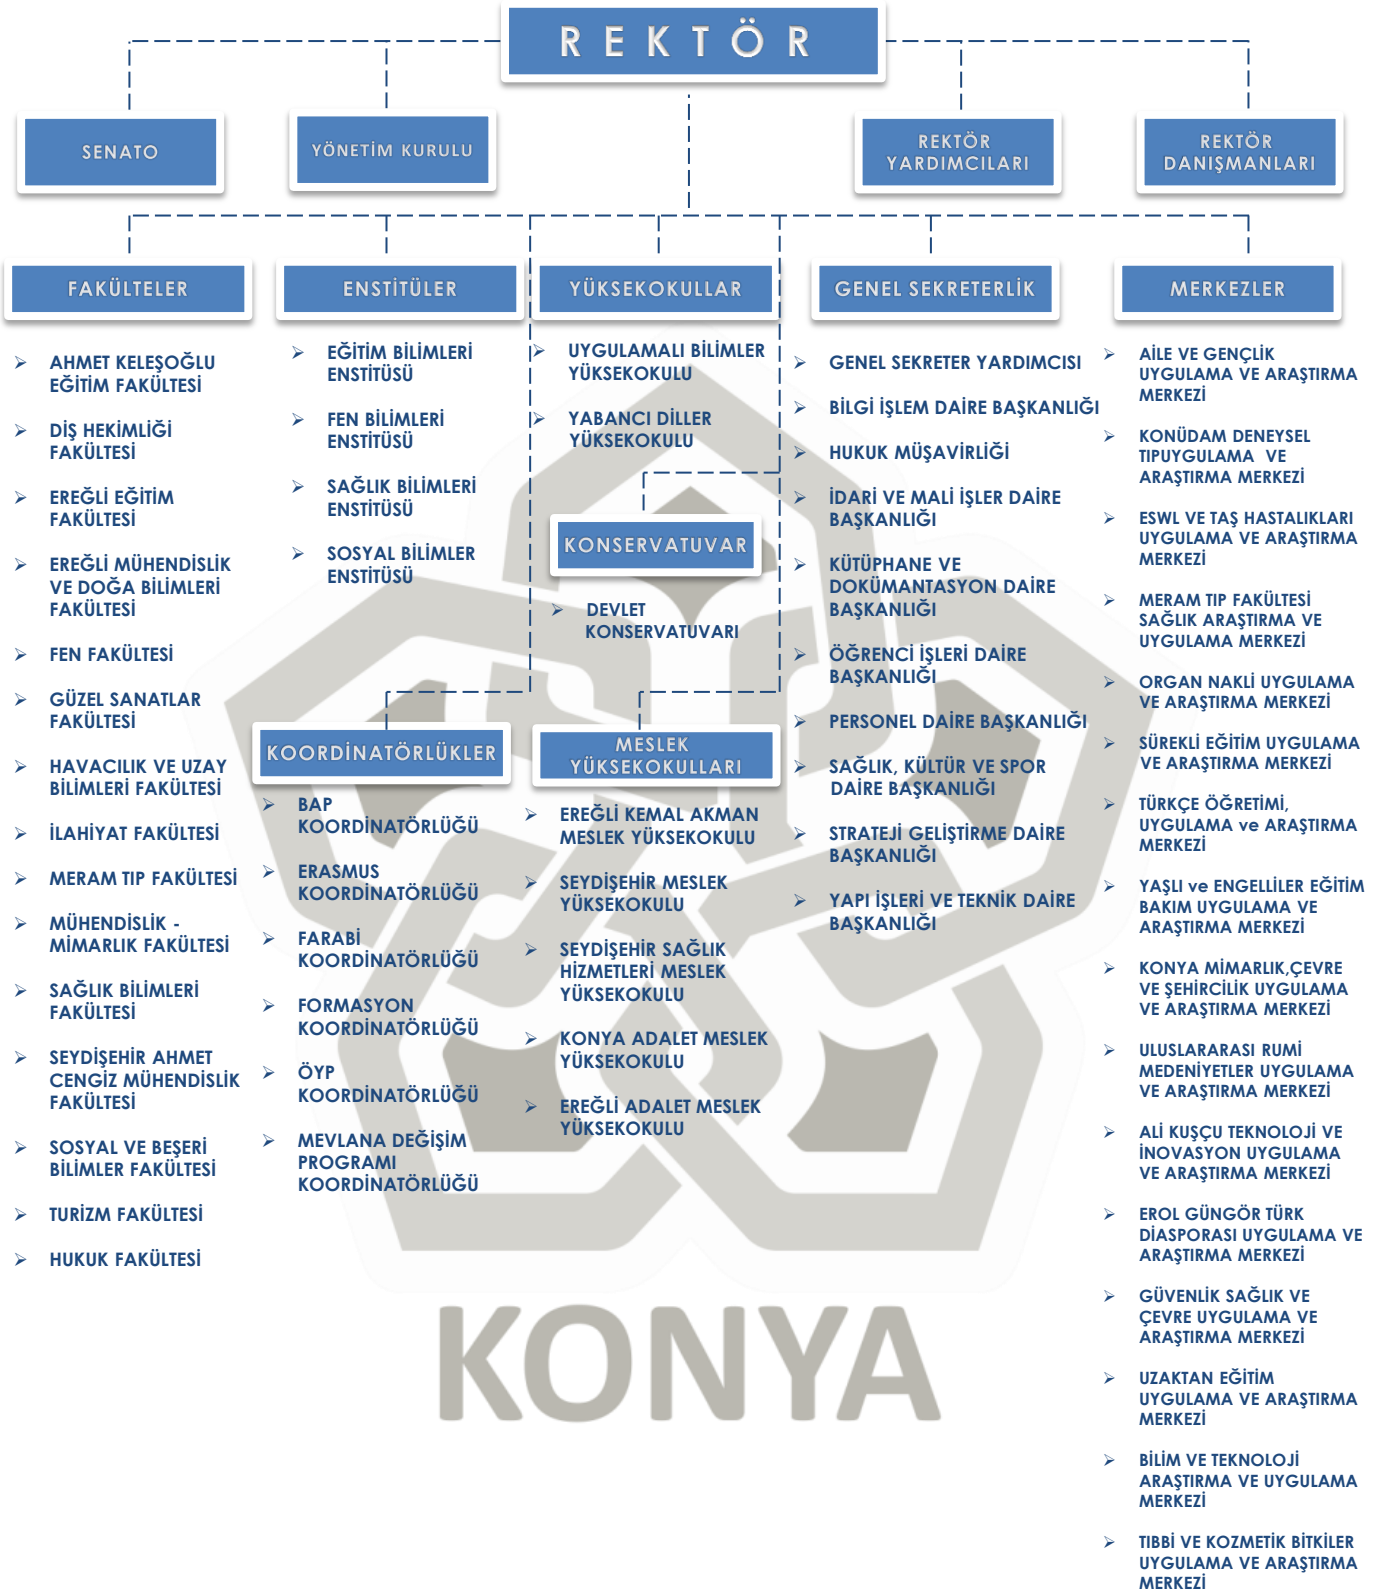 REKTÖR
SENATO
YÖNETİM KURULU
REKTÖR
YARDIMCILARI
REKTÖR
DANIŞMANLARI
FAKÜLTELER
AHMET KELEŞOĞLU
EĞİTİM FAKÜLTESİ
DİŞ HEKİMLİĞİ
FAKÜLTESİ
EREĞLİ EĞİTİM
FAKÜLTESİ
EREĞLİ MÜHENDİSLİK
VE DOĞA BİLİMLERİ
FAKÜLTESİ
FEN FAKÜLTESİ
GÜZEL SANATLAR
FAKÜLTESİ
HAVACILIK VE UZAY
BİLİMLERİ FAKÜLTESİ
İLAHİYAT FAKÜLTESİ
MERAM TIP FAKÜLTESİ
MÜHENDİSLİK -
MİMARLIK FAKÜLTESİ
SAĞLIK BİLİMLERİ
FAKÜLTESİ
SEYDİŞEHİR AHMET
CENGİZ MÜHENDİSLİK
FAKÜLTESİ
SOSYAL VE BEŞERİ
BİLİMLER FAKÜLTESİ
TURİZM FAKÜLTESİ
HUKUK FAKÜLTESİ
ENSTİTÜLER
EĞİTİM BİLİMLERİ
ENSTİTÜSÜ
FEN BİLİMLERİ
ENSTİTÜSÜ
SAĞLIK BİLİMLERİ
ENSTİTÜSÜ
SOSYAL BİLİMLER
ENSTİTÜSÜ
KOORDİNATÖRLÜKLER
BAP
KOORDİNATÖRLÜĞÜ
ERASMUS
KOORDİNATÖRLÜĞÜ
FARABİ
KOORDİNATÖRLÜĞÜ
FORMASYON
KOORDİNATÖRLÜĞÜ
ÖYP
KOORDİNATÖRLÜĞÜ
MEVLANA DEĞİŞİM
PROGRAMI
KOORDİNATÖRLÜĞÜ
YÜKSEKOKULLAR
UYGULAMALI BİLİMLER
YÜKSEKOKULU
YABANCI DİLLER
YÜKSEKOKULU
KONSERVATUVAR
DEVLET
KONSERVATUVARI
MESLEK
YÜKSEKOKULLARI
EREĞLİ KEMAL AKMAN
MESLEK YÜKSEKOKULU
SEYDİŞEHİR MESLEK
YÜKSEKOKULU
SEYDİŞEHİR SAĞLIK
HİZMETLERİ MESLEK
YÜKSEKOKULU
KONYA ADALET MESLEK
YÜKSEKOKULU
EREĞLİ ADALET MESLEK
YÜKSEKOKULU
GENEL SEKRETERLİK
GENEL SEKRETER YARDIMCISI
BİLGİ İŞLEM DAİRE BAŞKANLIĞI
HUKUK MÜŞAVİRLİĞİ
İDARİ VE MALİ İŞLER DAİRE
BAŞKANLIĞI
KÜTÜPHANE VE
DOKÜMANTASYON DAİRE
BAŞKANLIĞI
ÖĞRENCİ İŞLERİ DAİRE
BAŞKANLIĞI
PERSONEL DAİRE BAŞKANLIĞI
SAĞLIK, KÜLTÜR VE SPOR
DAİRE BAŞKANLIĞI
STRATEJİ GELİŞTİRME DAİRE
BAŞKANLIĞI
YAPI İŞLERİ VE TEKNİK DAİRE
BAŞKANLIĞI
MERKEZLER
AİLE VE GENÇLİK
UYGULAMA VE ARAŞTIRMA
MERKEZİ
KONÜDAM DENEYSEL
TIPUYGULAMA VE
ARAŞTIRMA MERKEZİ
ESWL VE TAŞ HASTALIKLARI
UYGULAMA VE ARAŞTIRMA
MERKEZİ
MERAM TIP FAKÜLTESİ
SAĞLIK ARAŞTIRMA VE
UYGULAMA MERKEZİ
ORGAN NAKLİ UYGULAMA
VE ARAŞTIRMA MERKEZİ
SÜREKLİ EĞİTİM UYGULAMA
VE ARAŞTIRMA MERKEZİ
TÜRKÇE ÖĞRETİMİ,
UYGULAMA ve ARAŞTIRMA
MERKEZİ
YAŞLI ve ENGELLİLER EĞİTİM
BAKIM UYGULAMA VE
ARAŞTIRMA MERKEZİ
KONYA MİMARLIK,ÇEVRE
VE ŞEHİRCİLİK UYGULAMA
VE ARAŞTIRMA MERKEZİ
ULUSLARARASI RUMİ
MEDENİYETLER UYGULAMA
VE ARAŞTIRMA MERKEZİ
ALİ KUŞÇU TEKNOLOJİ VE
İNOVASYON UYGULAMA
VE ARAŞTIRMA MERKEZİ
EROL GÜNGÖR TÜRK
DİASPORASI UYGULAMA VE
ARAŞTIRMA MERKEZİ
GÜVENLİK SAĞLIK VE
ÇEVRE UYGULAMA VE
ARAŞTIRMA MERKEZİ
UZAKTAN EĞİTİM
UYGULAMA VE ARAŞTIRMA
MERKEZİ
BİLİM VE TEKNOLOJİ
ARAŞTIRMA VE UYGULAMA
MERKEZİ
TIBBİ VE KOZMETİK BİTKİLER
UYGULAMA VE ARAŞTIRMA
MERKEZİ
KONYA